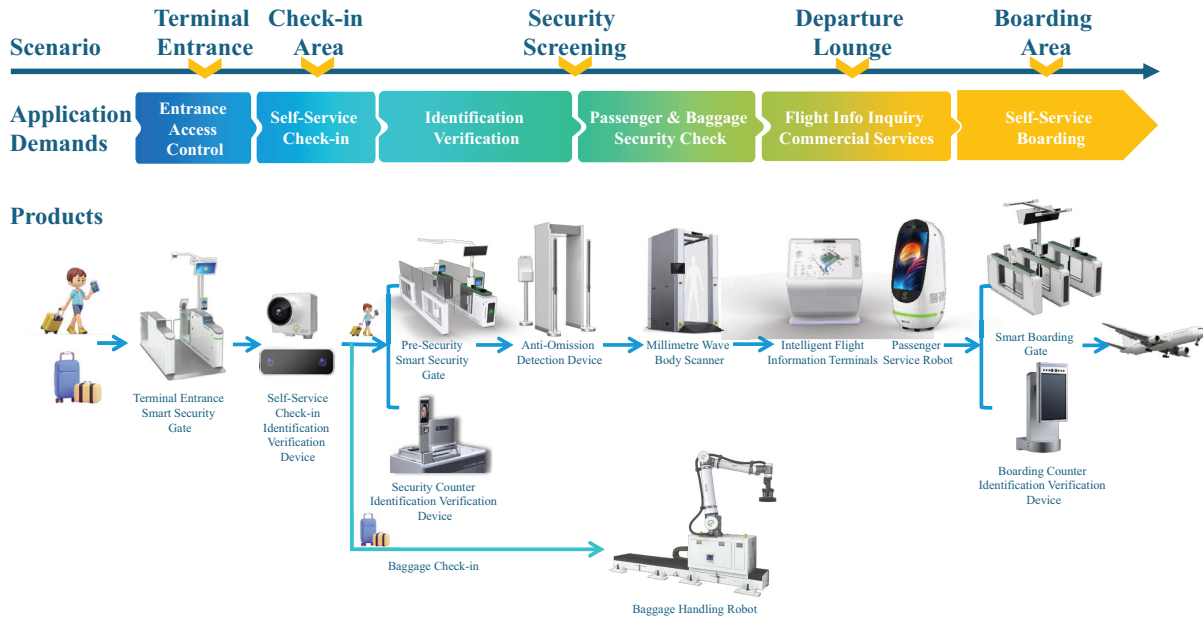 Scenario
Terminal
Entrance
Check-in
Area
Security
Screening
Departure
Lounge
Boarding
Area
Application
Demands
Entrance
Access
Control
Self-Service
Check-in
Identification
Verification
Passenger & Baggage
Security Check
Flight Info Inquiry
Commercial Services
Self-Service
Boarding
Products
Terminal Entrance
Smart Security
Gate
Self-Service
Check-in
Identification
Verification
Device
Pre-Security
Smart Security
Gate
Security Counter
Identification Verification
Device
Anti-Omission
Detection Device
Millimetre Wave
Body Scanner
Intelligent Flight
Information Terminals
Passenger
Service Robot
Smart Boarding
Gate
Boarding Counter
Identification Verification
Device
Baggage Check-in
Baggage Handling Robot